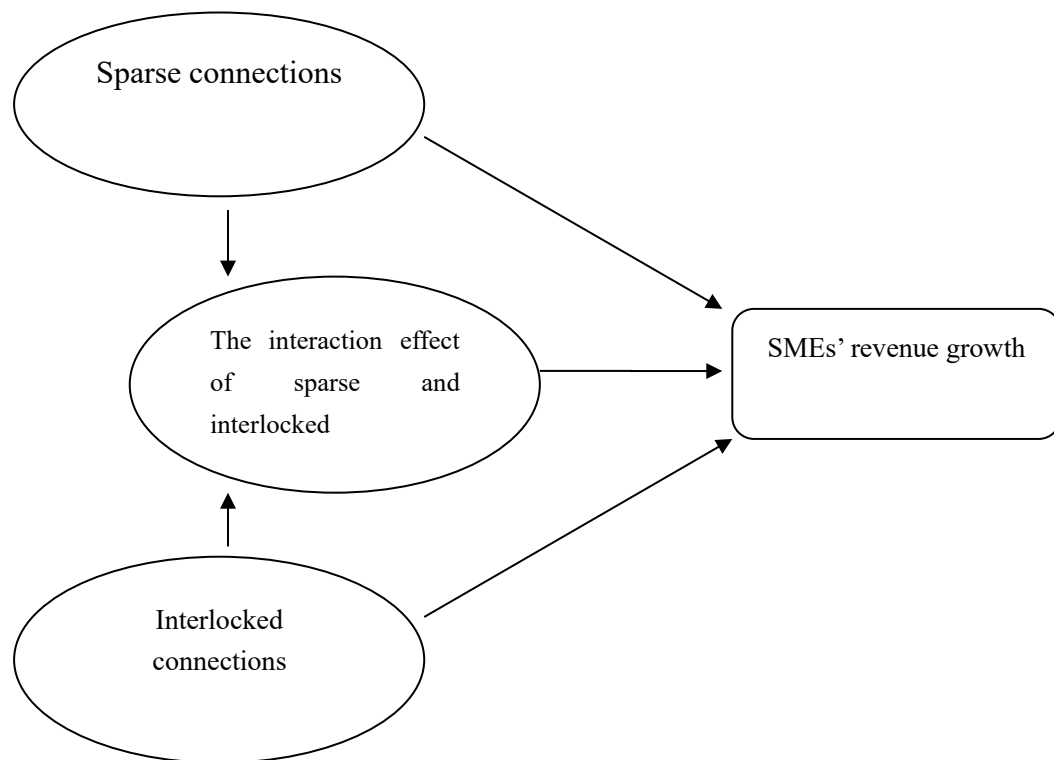 Sparse connections
The interaction effect
of sparse and
interlocked
SMEs’ revenue growth
Interlocked
connections